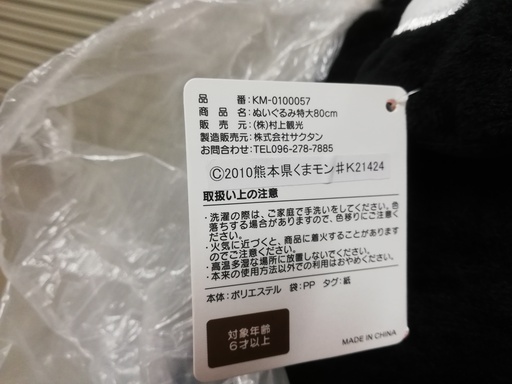 品　　番：KM-0100057
商 品 名：ぬいぐるみ特大80cm
販 売 元：(株)村上観光
製造販売元：株式会社サクタン
お問合わせ：TEL096-278-7885
Ⓒ2010熊本県くまモン♯K21424
取扱い上の注意
・洗濯の際は、ご家庭で手洗いをしてください。色
落ちする場合がありますので、色移りにご注意く
ださい。
・火気に近づくと、商品に着火することがあります
のでご注意ください。
・高温多湿な場所に放置しないでください。
・本来の使用方法以外での利用はおやめください。
本体：ポリエステル 袋：PP タグ：紙
対象年齢
6才以上
MADE IN CHINA